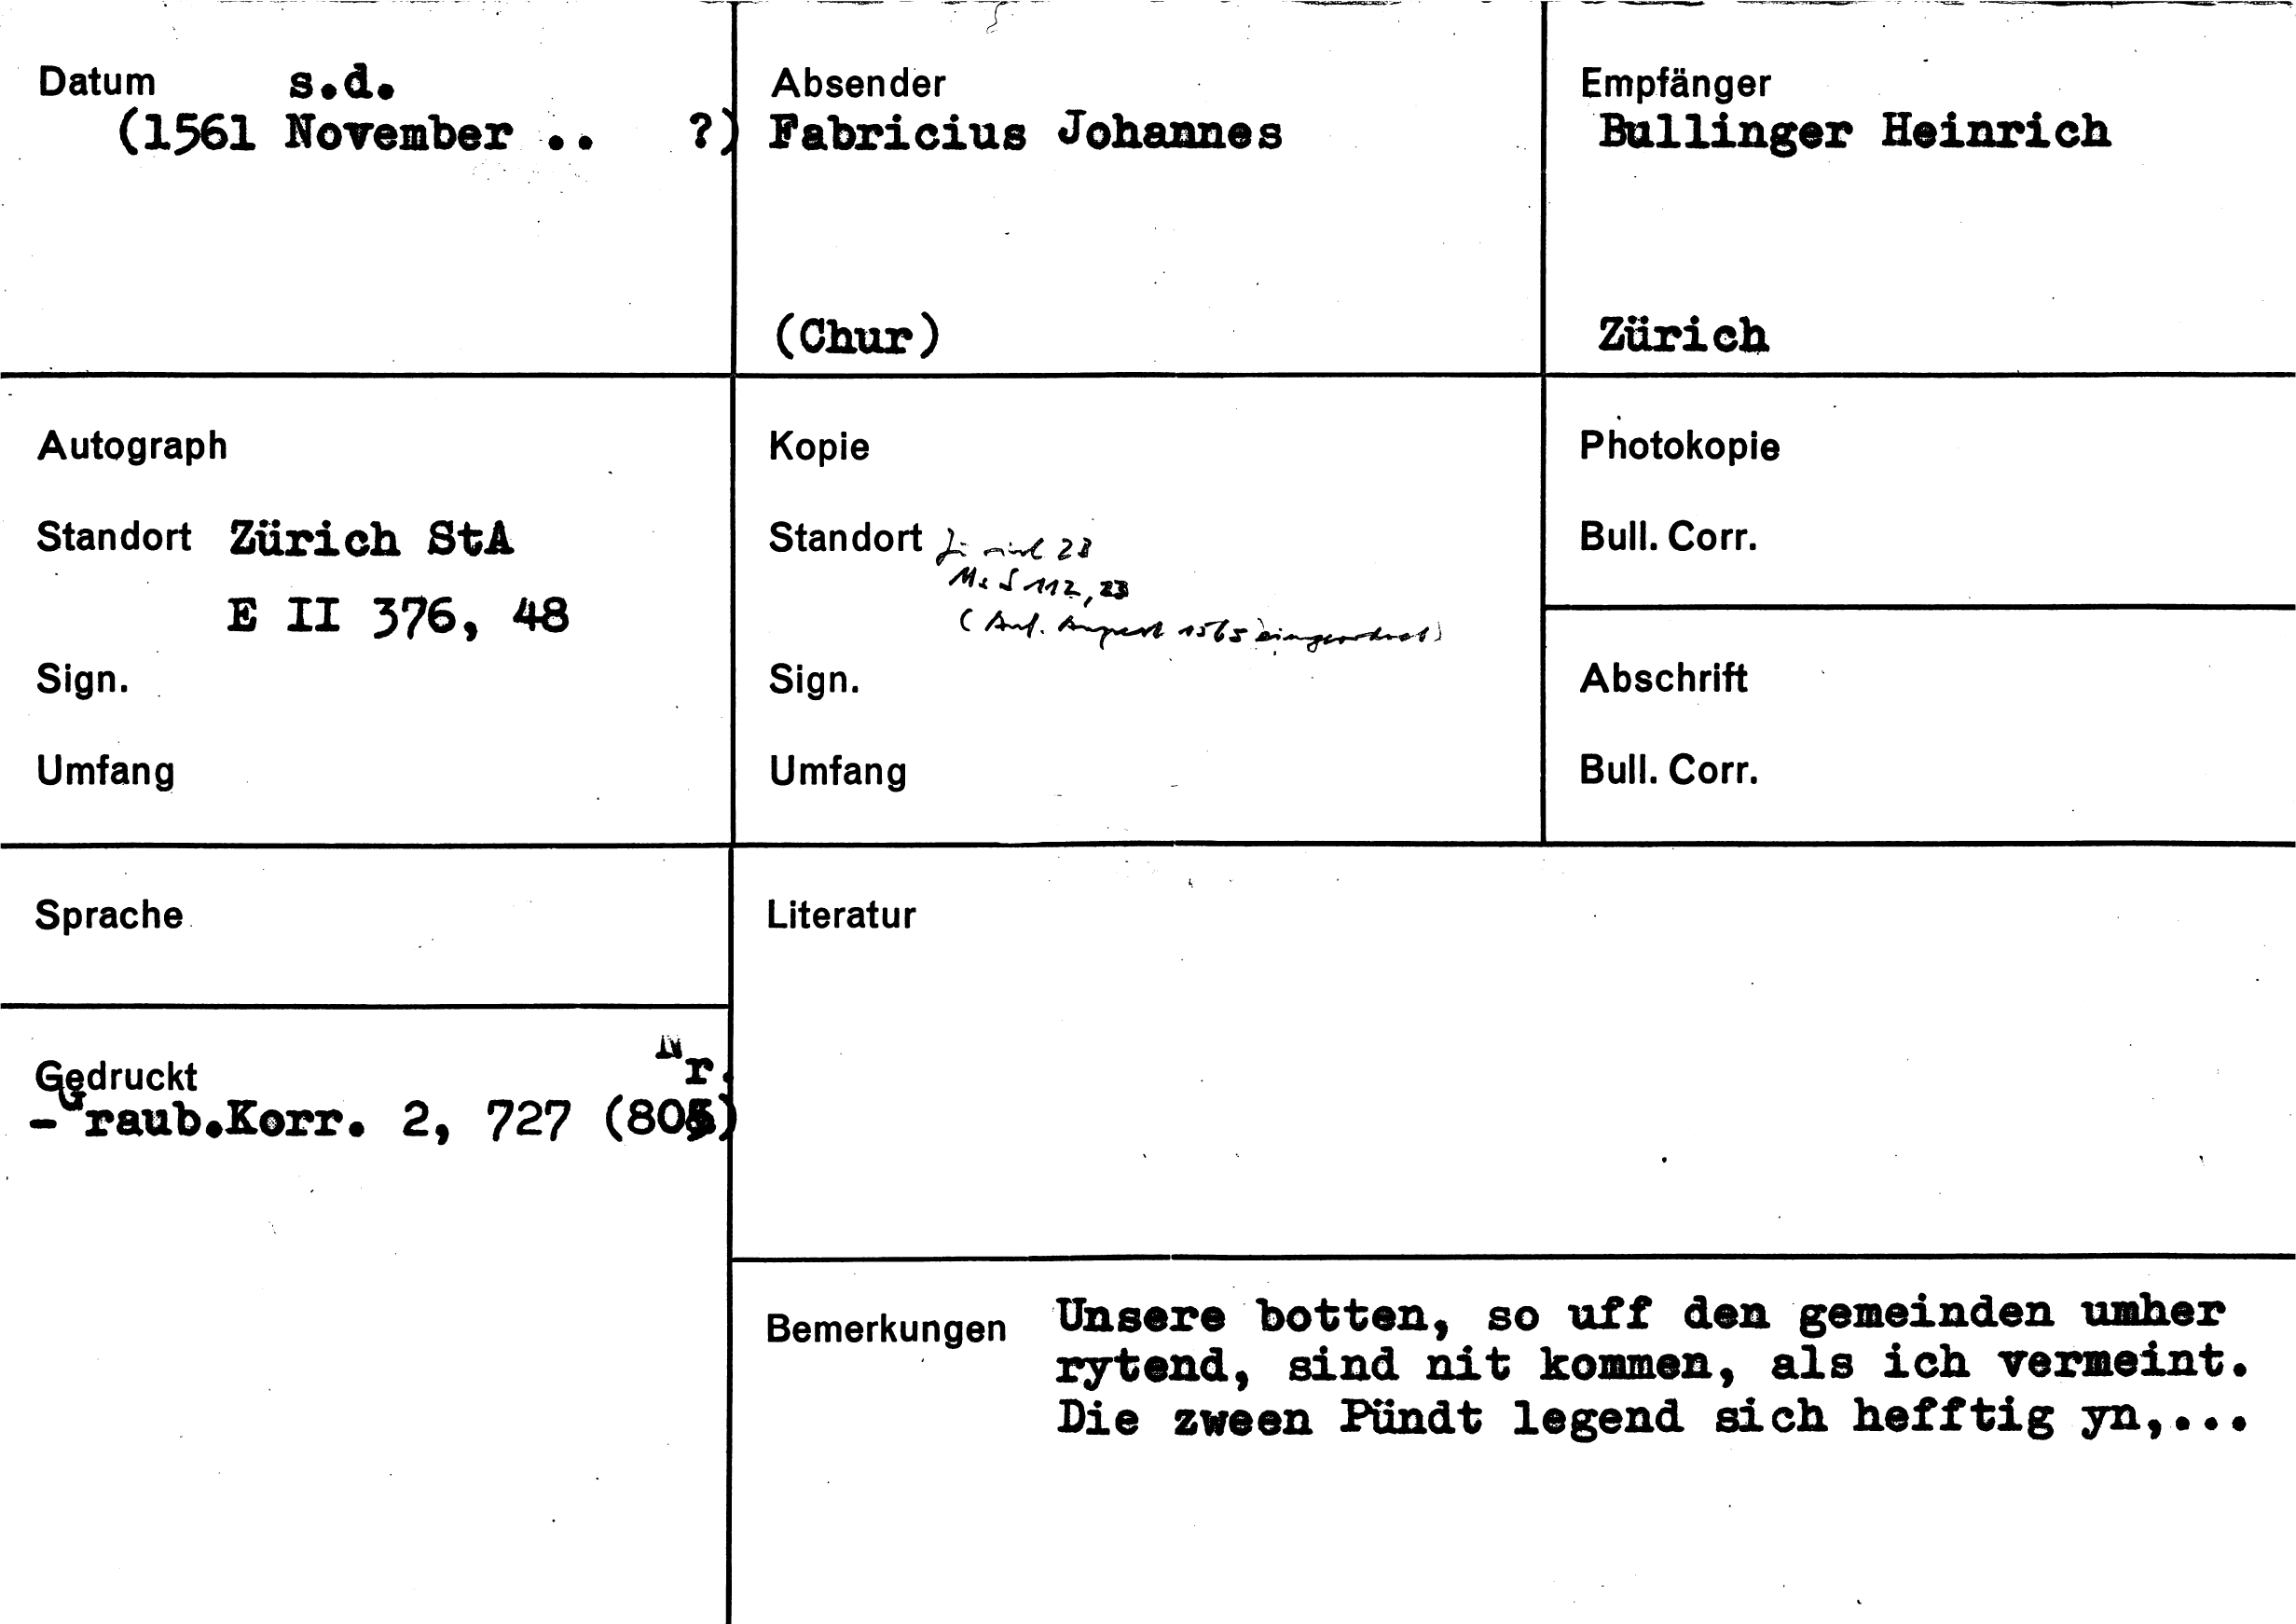 Datum s.d.
(1561 November .. ?)
Absender
Fabricius Johannes
(Chur)
Empfänger
Bullinger Heinrich
Zürich
Autograph
Standort Zürich StA
E II 376, 48
Sign.
Umfang
Kopie
Standort
Ms S 112, 23
(Anf. August 1565 eingeordnet)
Sign.
Umfang
Photokopie
Bull. Corr.
Abschrift
Bull. Corr.
Sprache
Literatur
Gedruckt Nr.
- Graub.Korr. 2, 727 (805)
Bemerkungen Unsere botten, so uff den gemeinden umher
rytend, sind nit kommen, als ich vermeint.
Die zween Pündt legend sich hefftig yn,...